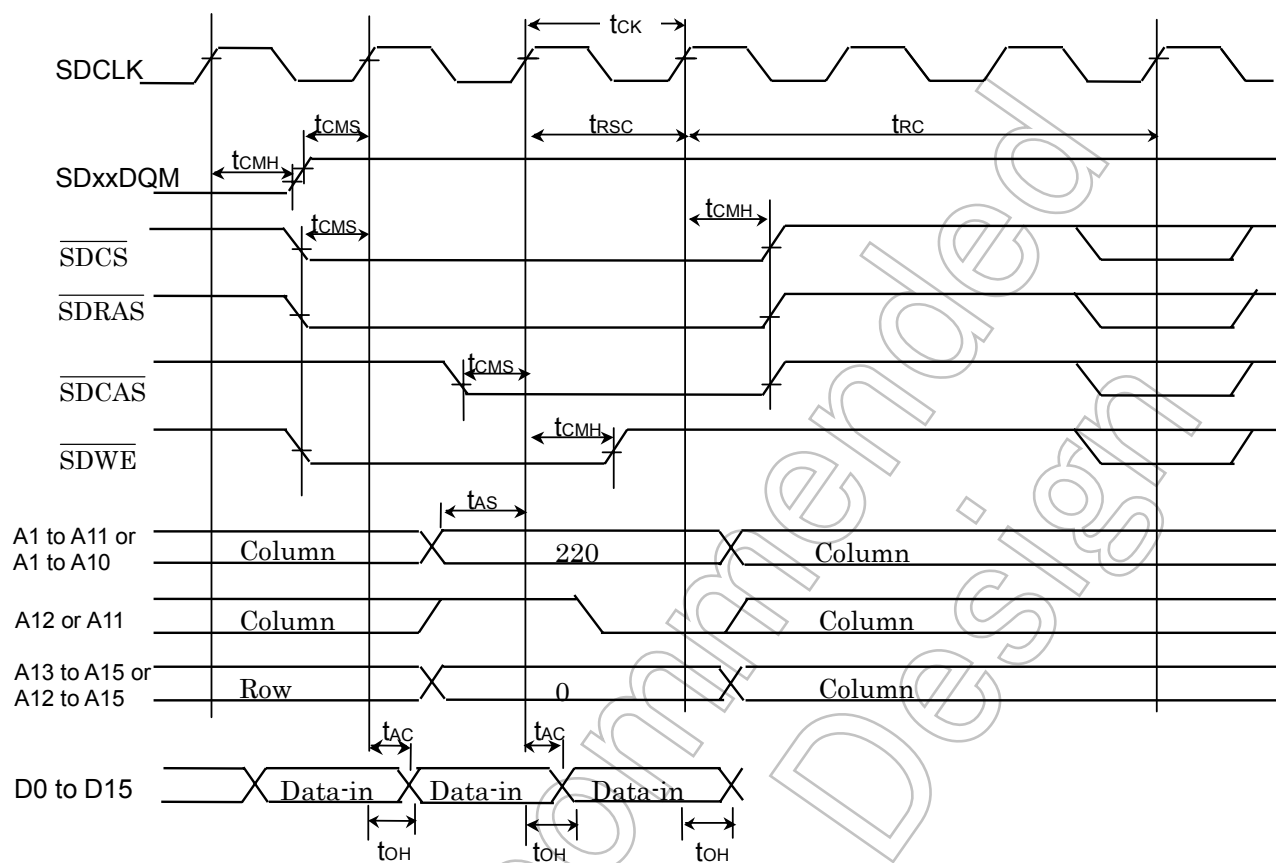 tCK
SDCLK
tCMS
tRSC
tRC
tCMH
SDxxDQM
tCMH
tCMS
SDCS
SDRAS
tCMS
SDCAS
tCMH
SDWE
tAS
A1 to A11 or
A1 to A10
Column
220
Column
A12 or A11
Column
Column
A13 to A15 or
A12 to A15
Row
0
Column
tAC
tAC
D0 to D15
Data-in
Data-in
Data-in
tOH
tOH
tOH
ommended
Design